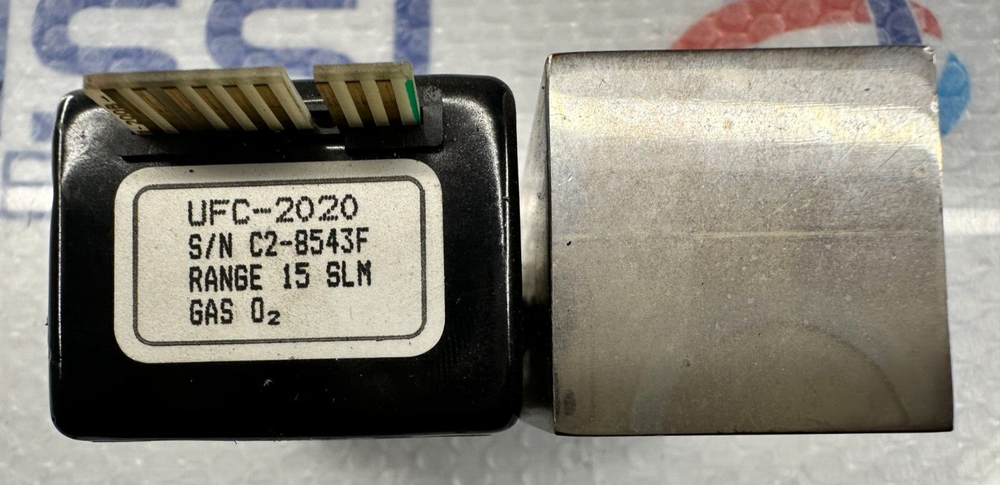 UFC-2020
S/N C2-8543F
RANGE 15 SLM
GAS O₂